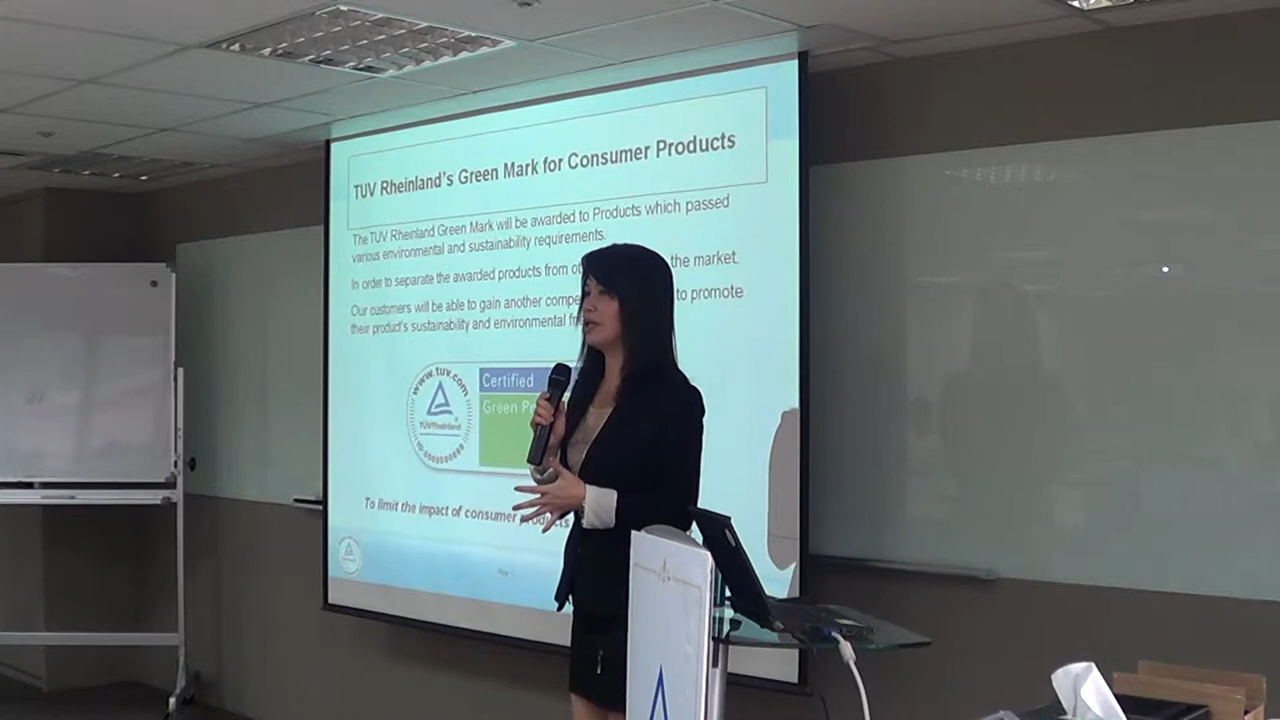 TUV Rheinland's Green Mark for Consumer Products
The TUV Rheinland Green Mark will be awarded to Products which passed
various environmental and sustainability requirements.
In order to separate the awarded products from the market.
Our customers will be able to gain another to promote
their product's sustainability and environmental
www.tuv.com
TÜVRheinland
®
ID 0000000000
Certified
Green
To limit the impact of consumer products
Page